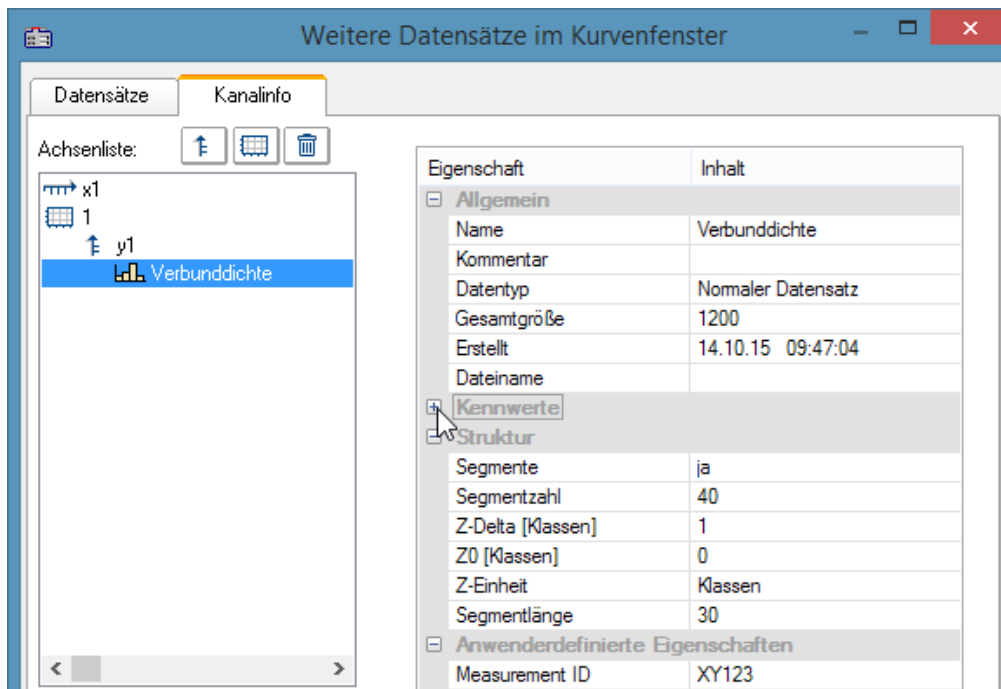 Weitere Datensätze im Kurvenfenster
Datensätze Kanalinfo
Achsenliste:
x1
1
y1
Verbunddichte
Eigenschaft Inhalt
Allgemein
Name Verbunddichte
Kommentar
Datentyp Normaler Datensatz
Gesamtgröße 1200
Erstellt 14.10.15 09:47:04
Dateiname
Kennwerte
Struktur
Segmente ja
Segmentzahl 40
Z-Delta [Klassen] 1
Z0 [Klassen] 0
Z-Einheit Klassen
Segmentlänge 30
Anwenderdefinierte Eigenschaften
Measurement ID XY123